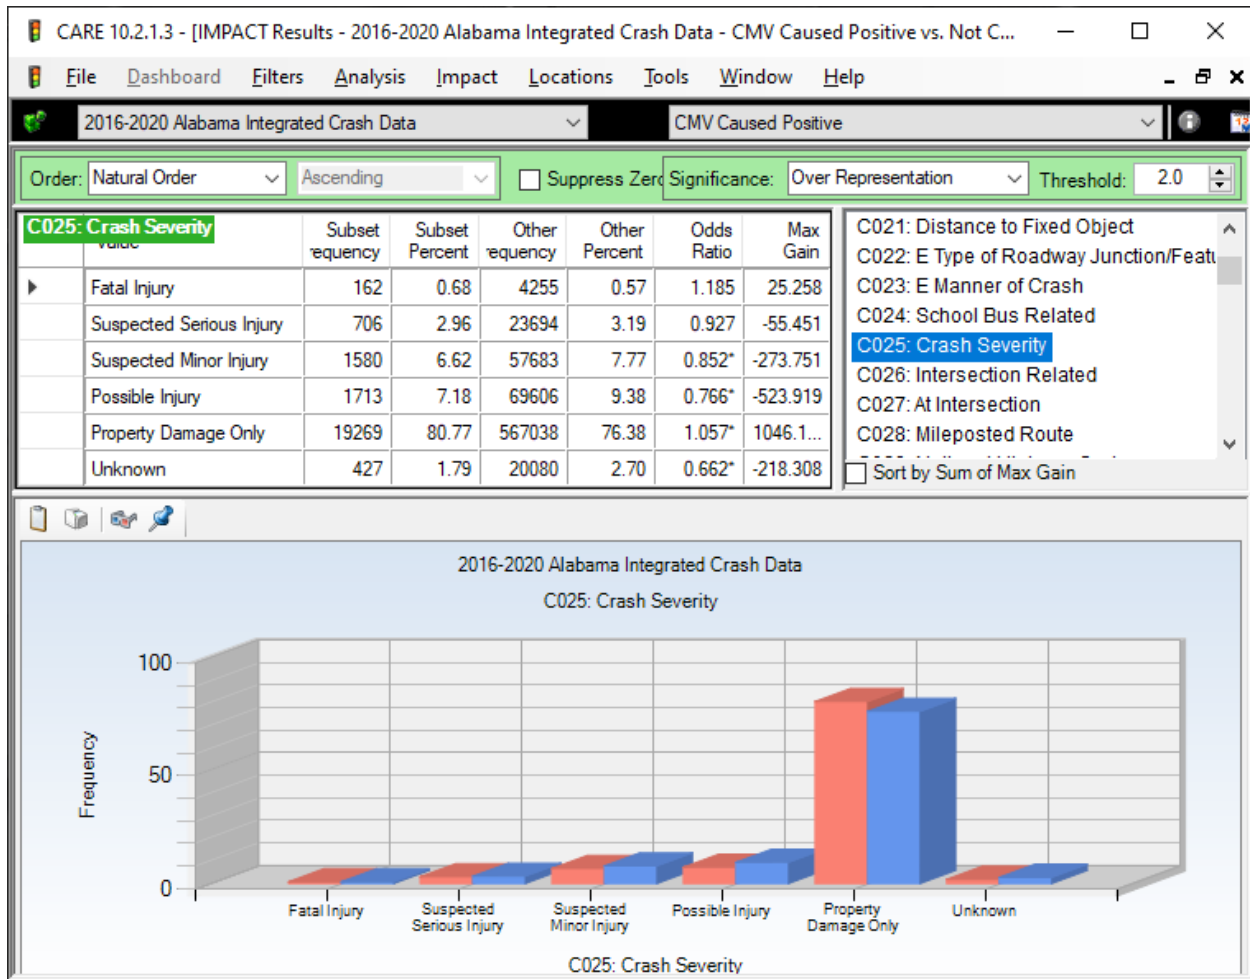 CARE 10.2.1.3 - [IMPACT Results - 2016-2020 Alabama Integrated Crash Data - CMV Caused Positive vs. Not C...
File Dashboard Filters Analysis Impact Locations Tools Window Help
2016-2020 Alabama Integrated Crash Data CMV Caused Positive
Order: Natural Order Ascending Suppress Zero Significance: Over Representation Threshold: 2.0
C025: Crash Severity
Subset Subset Other Other Odds Max
requency Percent requency Percent Ratio Gain
Fatal Injury 162 0.68 4255 0.57 1.185 25.258
Suspected Serious Injury 706 2.96 23694 3.19 0.927 -55.451
Suspected Minor Injury 1580 6.62 57683 7.77 0.852* -273.751
Possible Injury 1713 7.18 69606 9.38 0.766* -523.919
Property Damage Only 19269 80.77 567038 76.38 1.057* 1046.1...
Unknown 427 1.79 20080 2.70 0.662* -218.308
C021: Distance to Fixed Object
C022: E Type of Roadway Junction/Featu
C023: E Manner of Crash
C024: School Bus Related
C025: Crash Severity
C026: Intersection Related
C027: At Intersection
C028: Mileposted Route
Sort by Sum of Max Gain
2016-2020 Alabama Integrated Crash Data
C025: Crash Severity
100
50
0
Frequency
Fatal Injury
Suspected
Serious Injury
Suspected
Minor Injury
Possible Injury
Property
Damage Only
Unknown
C025: Crash Severity